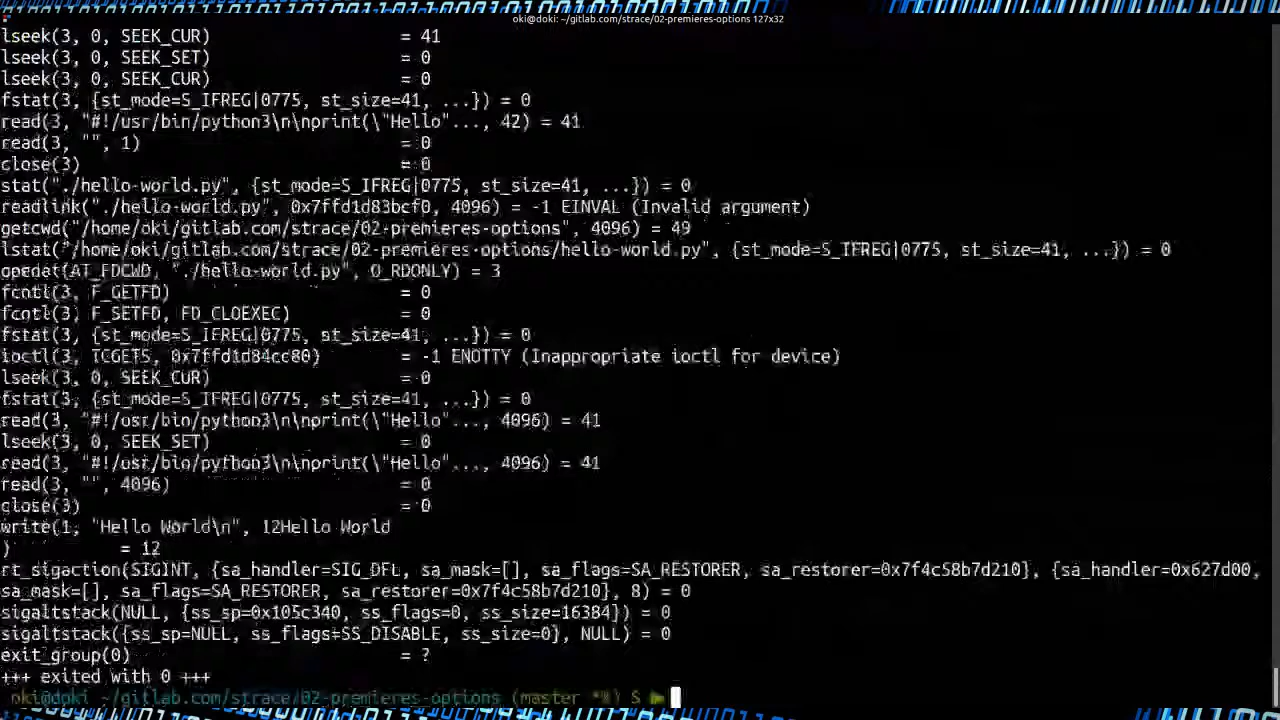 oki@doki: ~/gitlab.com/strace/02-premieres-options 127x32
lseek(3, 0, SEEK_CUR) = 41
lseek(3, 0, SEEK_SET) = 0
lseek(3, 0, SEEK_CUR) = 0
fstat(3, {st_mode=S_IFREG|0775, st_size=41, ...}) = 0
read(3, "#!/usr/bin/python3\n\nprint(\"Hello"..., 42) = 41
read(3, "", 1) = 0
close(3) = 0
stat("./hello-world.py", {st_mode=S_IFREG|0775, st_size=41, ...}) = 0
readlink("./hello-world.py", 0x7ffd1d83bcf0, 4096) = -1 EINVAL (Invalid argument)
getcwd("/home/oki/gitlab.com/strace/02-premieres-options", 4096) = 49
lstat("/home/oki/gitlab.com/strace/02-premieres-options/hello-world.py", {st_mode=S_IFREG|0775, st_size=41, ...}) = 0
openat(AT_FDCWD, "./hello-world.py", O_RDONLY) = 3
fcntl(3, F_GETFD) = 0
fcntl(3, F_SETFD, FD_CLOEXEC) = 0
fstat(3, {st_mode=S_IFREG|0775, st_size=41, ...}) = 0
ioctl(3, TCGETS, 0x7ffd1d84cc80) = -1 ENOTTY (Inappropriate ioctl for device)
lseek(3, 0, SEEK_CUR) = 0
fstat(3, {st_mode=S_IFREG|0775, st_size=41, ...}) = 0
read(3, "#!/usr/bin/python3\n\nprint(\"Hello"..., 4096) = 41
lseek(3, 0, SEEK_SET) = 0
read(3, "#!/usr/bin/python3\n\nprint(\"Hello"..., 4096) = 41
read(3, "", 4096) = 0
close(3) = 0
write(1, "Hello World\n", 12Hello World
) = 12
rt_sigaction(SIGINT, {sa_handler=SIG_DFL, sa_mask=[], sa_flags=SA_RESTORER, sa_restorer=0x7f4c58b7d210}, {sa_handler=0x627d00,
sa_mask=[], sa_flags=SA_RESTORER, sa_restorer=0x7f4c58b7d210}, 8) = 0
sigaltstack(NULL, {ss_sp=0x105c340, ss_flags=0, ss_size=16384}) = 0
sigaltstack({ss_sp=NULL, ss_flags=SS_DISABLE, ss_size=0}, NULL) = 0
exit_group(0) = ?
+++ exited with 0 +++
oki@doki ~/gitlab.com/strace/02-premieres-options (master *%) S